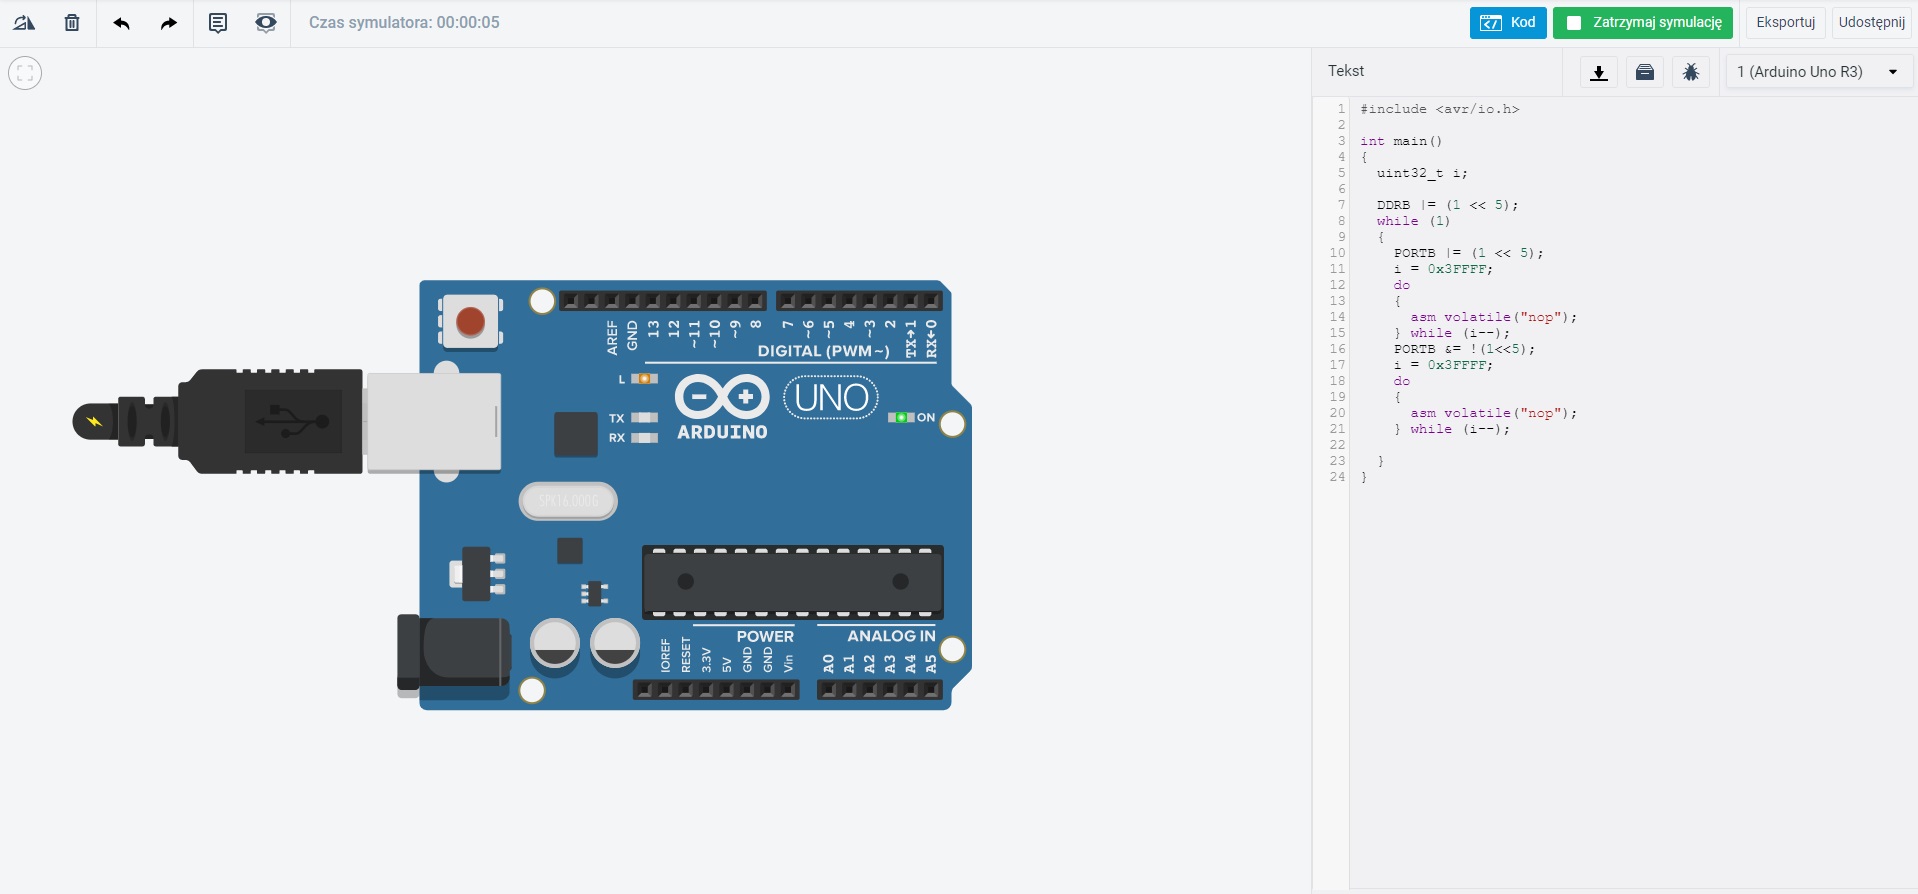 Czas symulatora: 00:00:05
Kod
Zatrzymaj symulację
Eksportuj
Udostępnij
Tekst
1 (Arduino Uno R3)
1 #include <avr/io.h>
2
3 int main()
4 {
5 uint32_t i;
6
7 DDRB |= (1 << 5);
8 while (1)
9 {
10 PORTB |= (1 << 5);
11 i = 0x3FFFF;
12 do
13 {
14 asm volatile("nop");
15 } while (i--);
16 PORTB &= !(1<<5);
17 i = 0x3FFFF;
18 do
19 {
20 asm volatile("nop");
21 } while (i--);
22
23 }
24 }
AREF
GND
13
12
~11
~10
~9
8
7
~6
~5
4
~3
2
TX→1
RX←0
DIGITAL (PWM~)
L
TX
RX
UNO
ARDUINO
ON
SPK16.000G
POWER
ANALOG IN
IOREF
RESET
3.3V
5V
GND
GND
Vin
A0
A1
A2
A3
A4
A5